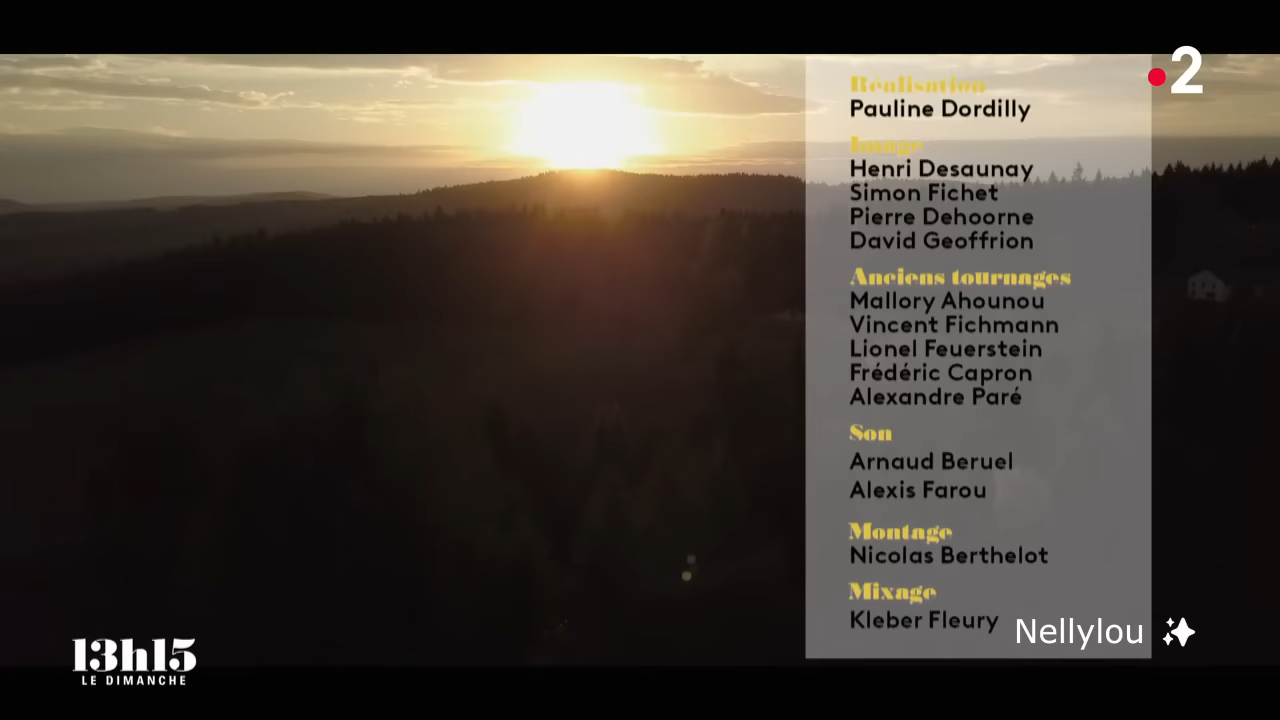 2
Réalisation
Pauline Dordilly
Image
Henri Desaunay
Simon Fichet
Pierre Dehoorne
David Geoffrion
Anciens tournages
Mallory Ahounou
Vincent Fichmann
Lionel Feuerstein
Frédéric Capron
Alexandre Paré
Son
Arnaud Beruel
Alexis Farou
Montage
Nicolas Berthelot
Mixage
Kleber Fleury
Nellylou
13h15
LE DIMANCHE